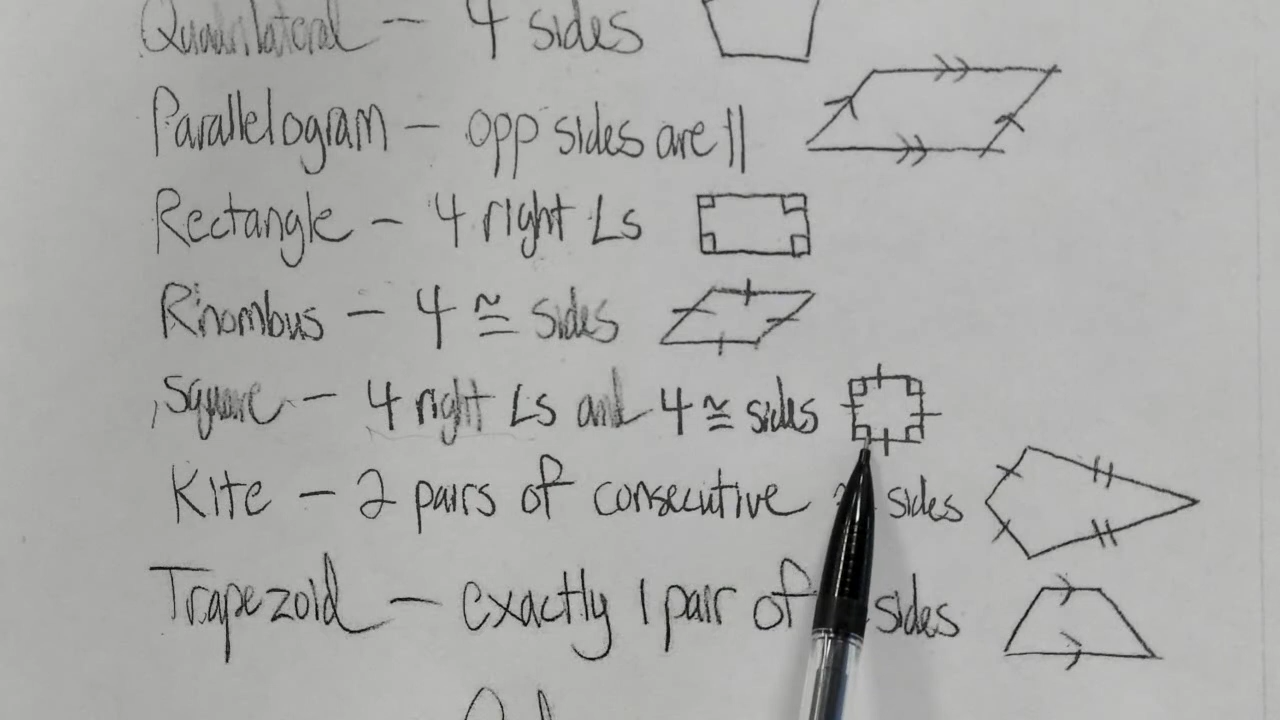 Quadrilateral – 4 sides
Parallelogram – opp sides are ||
Rectangle – 4 right ∠s
Rhombus – 4 ≅ sides
Square – 4 right ∠s and 4 ≅ sides
Kite – 2 pairs of consecutive sides
Trapezoid – exactly 1 pair of sides